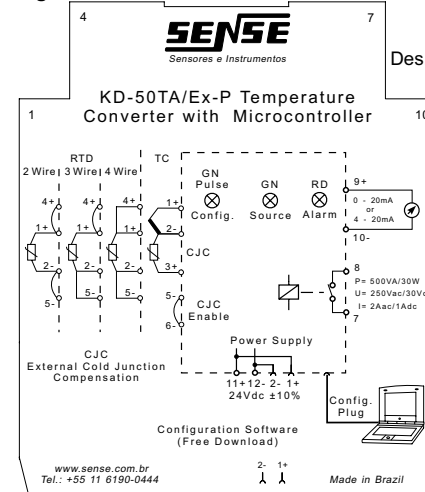 4 7
SENSE
Sensores e Instrumentos
Des
KD-50TA/Ex-P Temperature
1 Converter with Microcontroller 10
RTD TC
2 Wire 3 Wire 4 Wire
GN GN RD
Pulse
Config. Source Alarm
9+
0 - 20mA
or
4 - 20mA
10-
4+ 4+ 4+ 1+
1+ 1+ 1+ 2-
CJC
2- 2- 2- 3+
5- 5- 5- 5-
CJC
Enable
6-
8
P= 500VA/30W
U= 250Vac/30Vdc
I= 2Aac/1Adc
7
Power Supply
CJC
External Cold Junction
Compensation
11+ 12- 2- 1+
24Vdc ±10%
Config.
Plug
Configuration Software
(Free Download)
www.sense.com.br
Tel.: +55 11 6190-0444
2- 1+
Made in Brazil